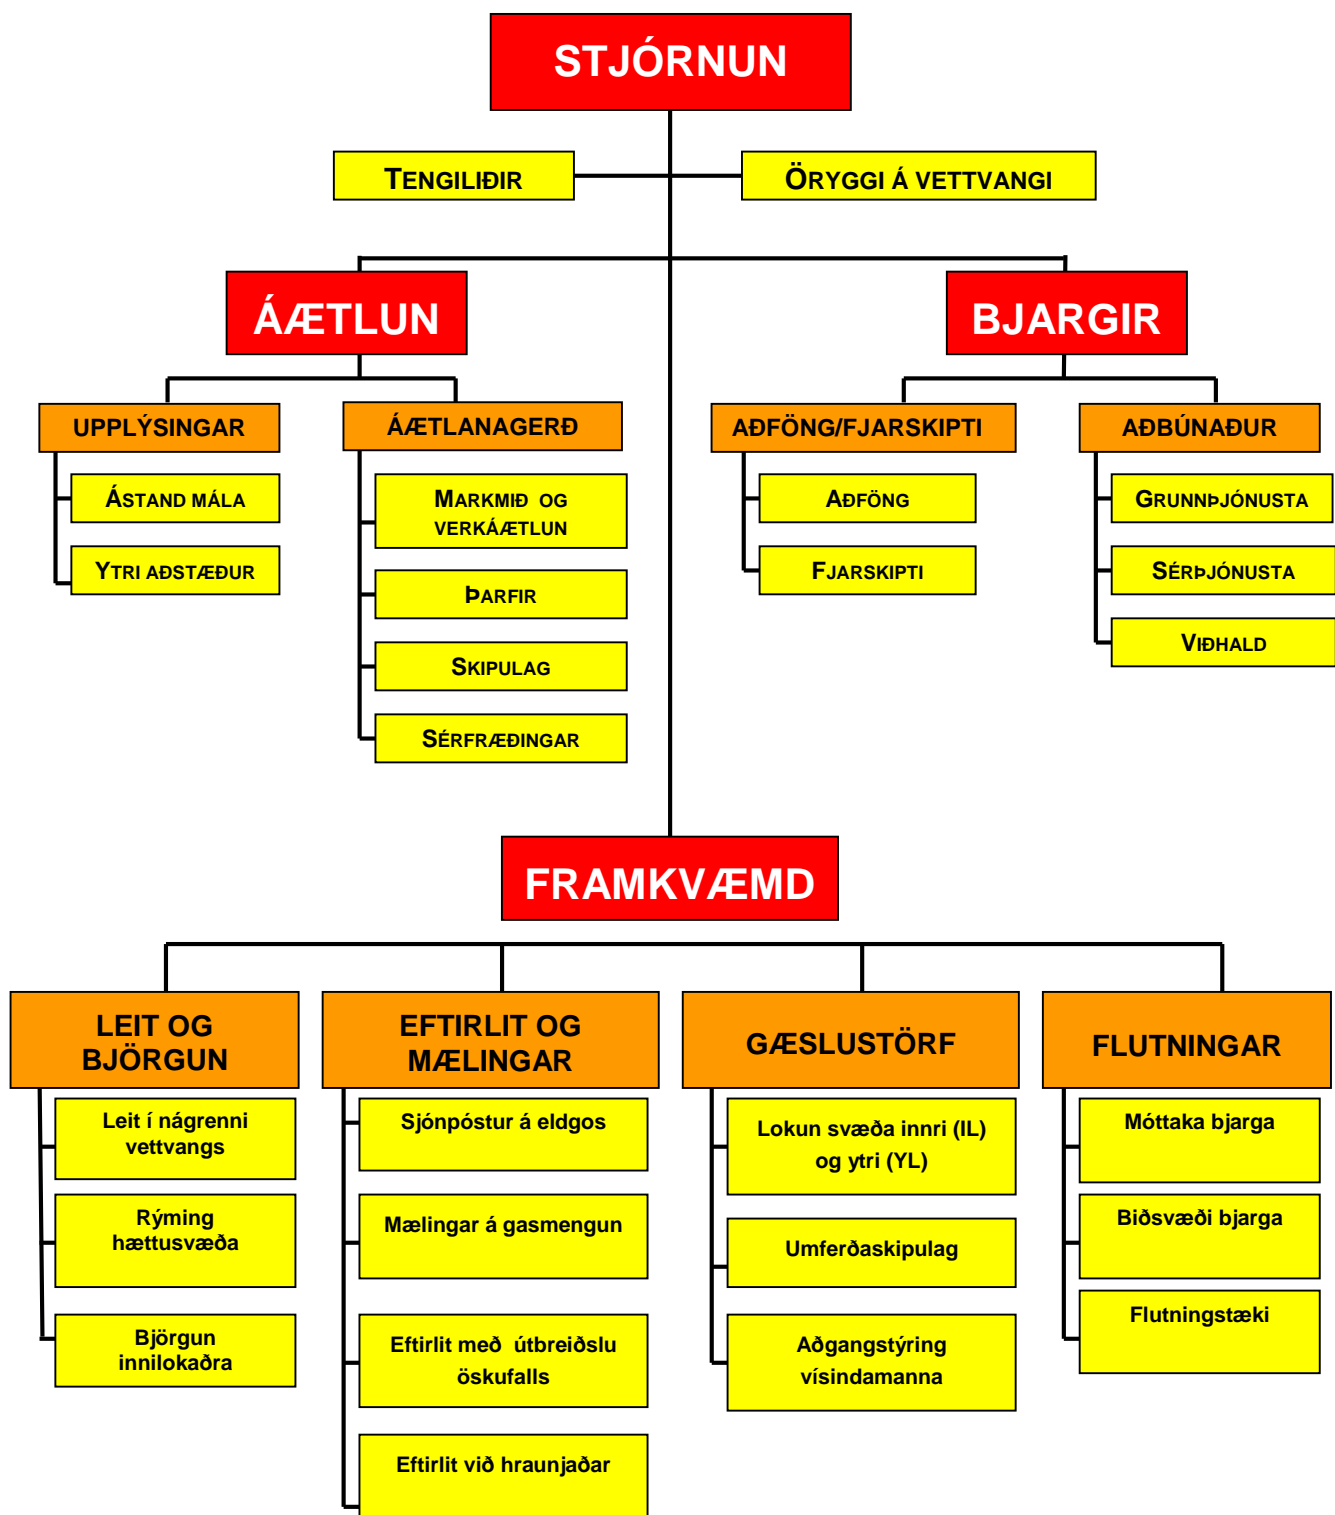 STJÓRNUN
TENGILIÐIR
ÖRYGGI Á VETTVANGI
ÁÆTLUN
BJARGIR
UPPLÝSINGAR
ÁSTAND MÁLA
YTRI AÐSTÆÐUR
ÁÆTLANAGERÐ
MARKMIÐ OG
VERKÁÆTLUN
ÞARFIR
SKIPULAG
SÉRFRÆÐINGAR
AÐFÖNG/FJARSKIPTI
AÐFÖNG
FJARSKIPTI
AÐBÚNAÐUR
GRUNNÞJÓNUSTA
SÉRÞJÓNUSTA
VIÐHALD
FRAMKVÆMD
LEIT OG
BJÖRGUN
Leit í nágrenni
vettvangs
Rýming
hættusvæða
Björgun
innilokaðra
EFTIRLIT OG
MÆLINGAR
Sjónpóstur á eldgos
Mælingar á gasmengun
Eftirlit með útbreiðslu
öskufalls
Eftirlit við hraunjaðar
GÆSLUSTÖRF
Lokun svæða innri (IL)
og ytri (YL)
Umferðaskipulag
Aðgangstýring
vísindamanna
FLUTNINGAR
Móttaka bjarga
Biðsvæði bjarga
Flutningstæki